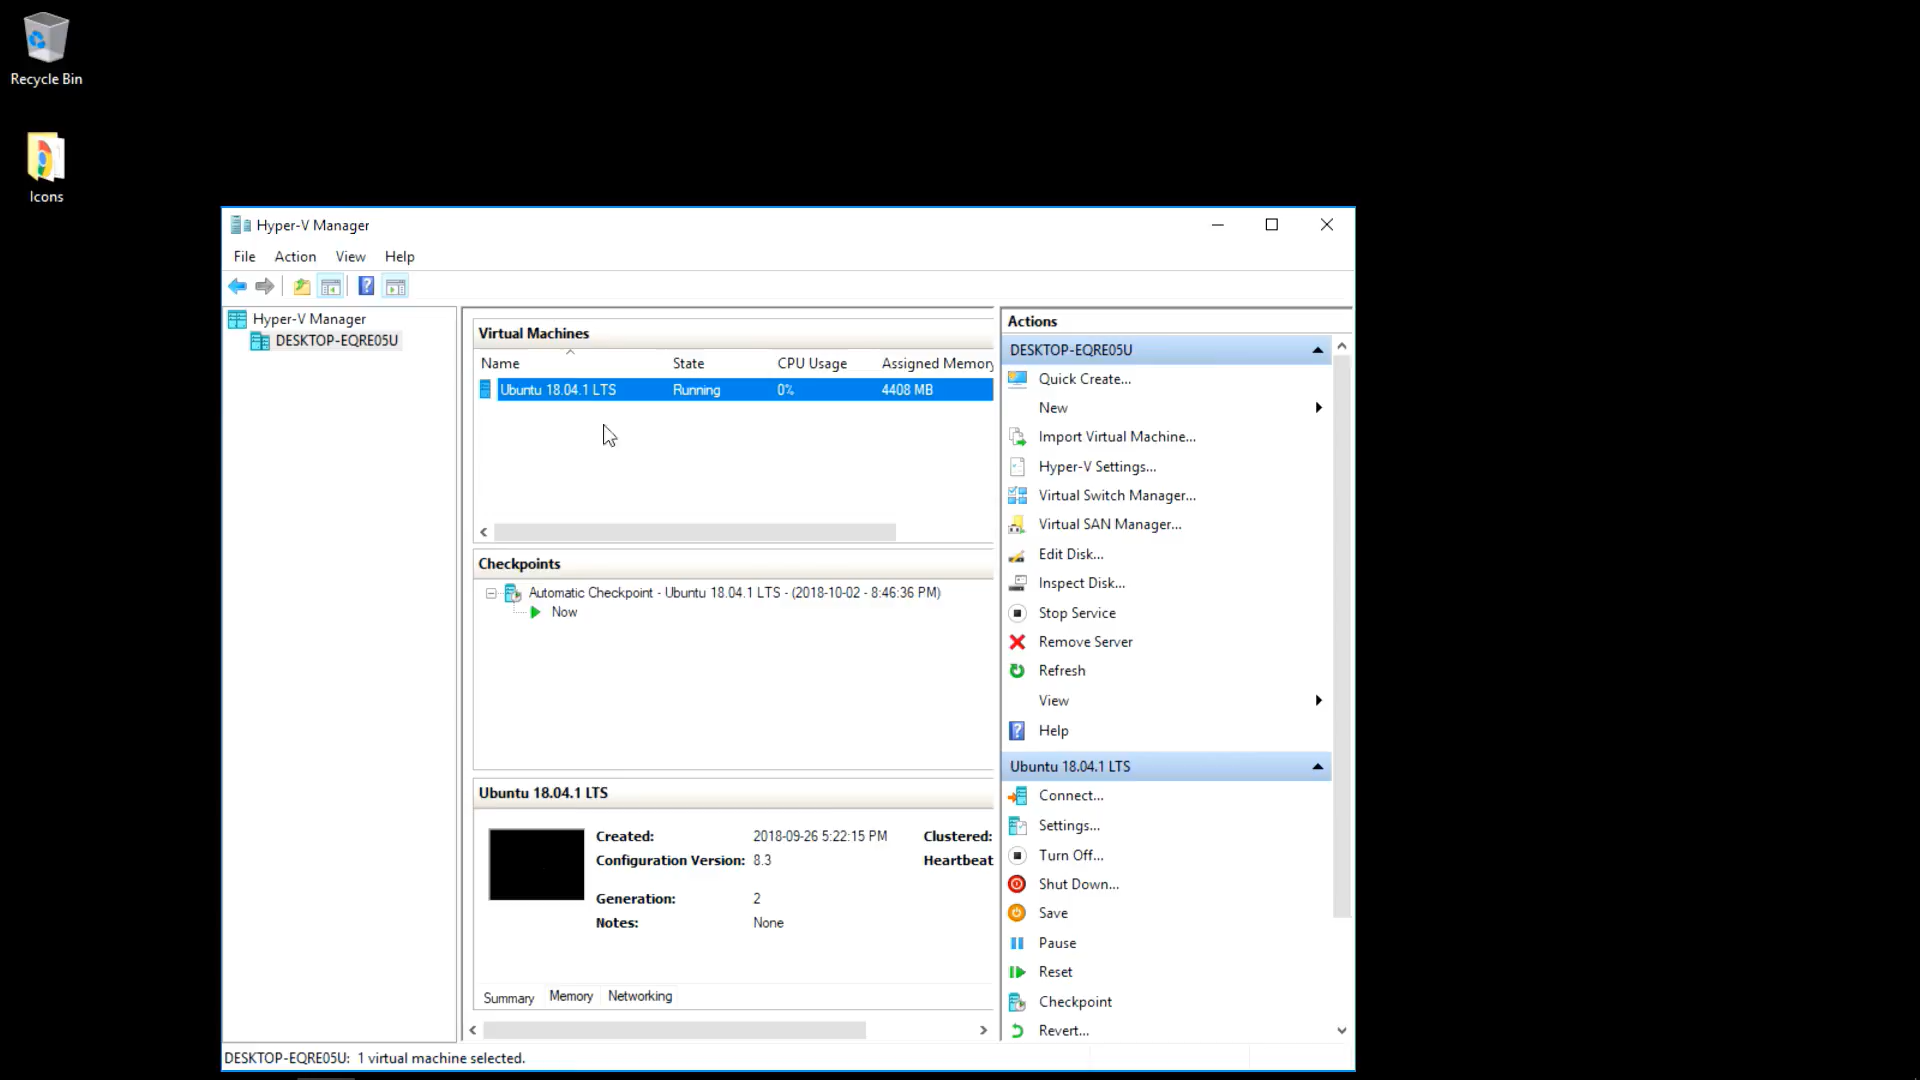 Recycle Bin
Icons
Hyper-V Manager
File Action View Help
Hyper-V Manager
DESKTOP-EQRE05U
Virtual Machines
Name State CPU Usage Assigned Memory
Ubuntu 18.04.1 LTS Running 0% 4408 MB
Checkpoints
Automatic Checkpoint - Ubuntu 18.04.1 LTS - (2018-10-02 - 8:46:36 PM)
Now
Ubuntu 18.04.1 LTS
Created: 2018-09-26 5:22:15 PM Clustered:
Configuration Version: 8.3 Heartbeat
Generation: 2
Notes: None
Summary Memory Networking
Actions
DESKTOP-EQRE05U
Quick Create...
New
Import Virtual Machine...
Hyper-V Settings...
Virtual Switch Manager...
Virtual SAN Manager...
Edit Disk...
Inspect Disk...
Stop Service
Remove Server
Refresh
View
Help
Ubuntu 18.04.1 LTS
Connect...
Settings...
Turn Off...
Shut Down...
Save
Pause
Reset
Checkpoint
Revert...
DESKTOP-EQRE05U: 1 virtual machine selected.